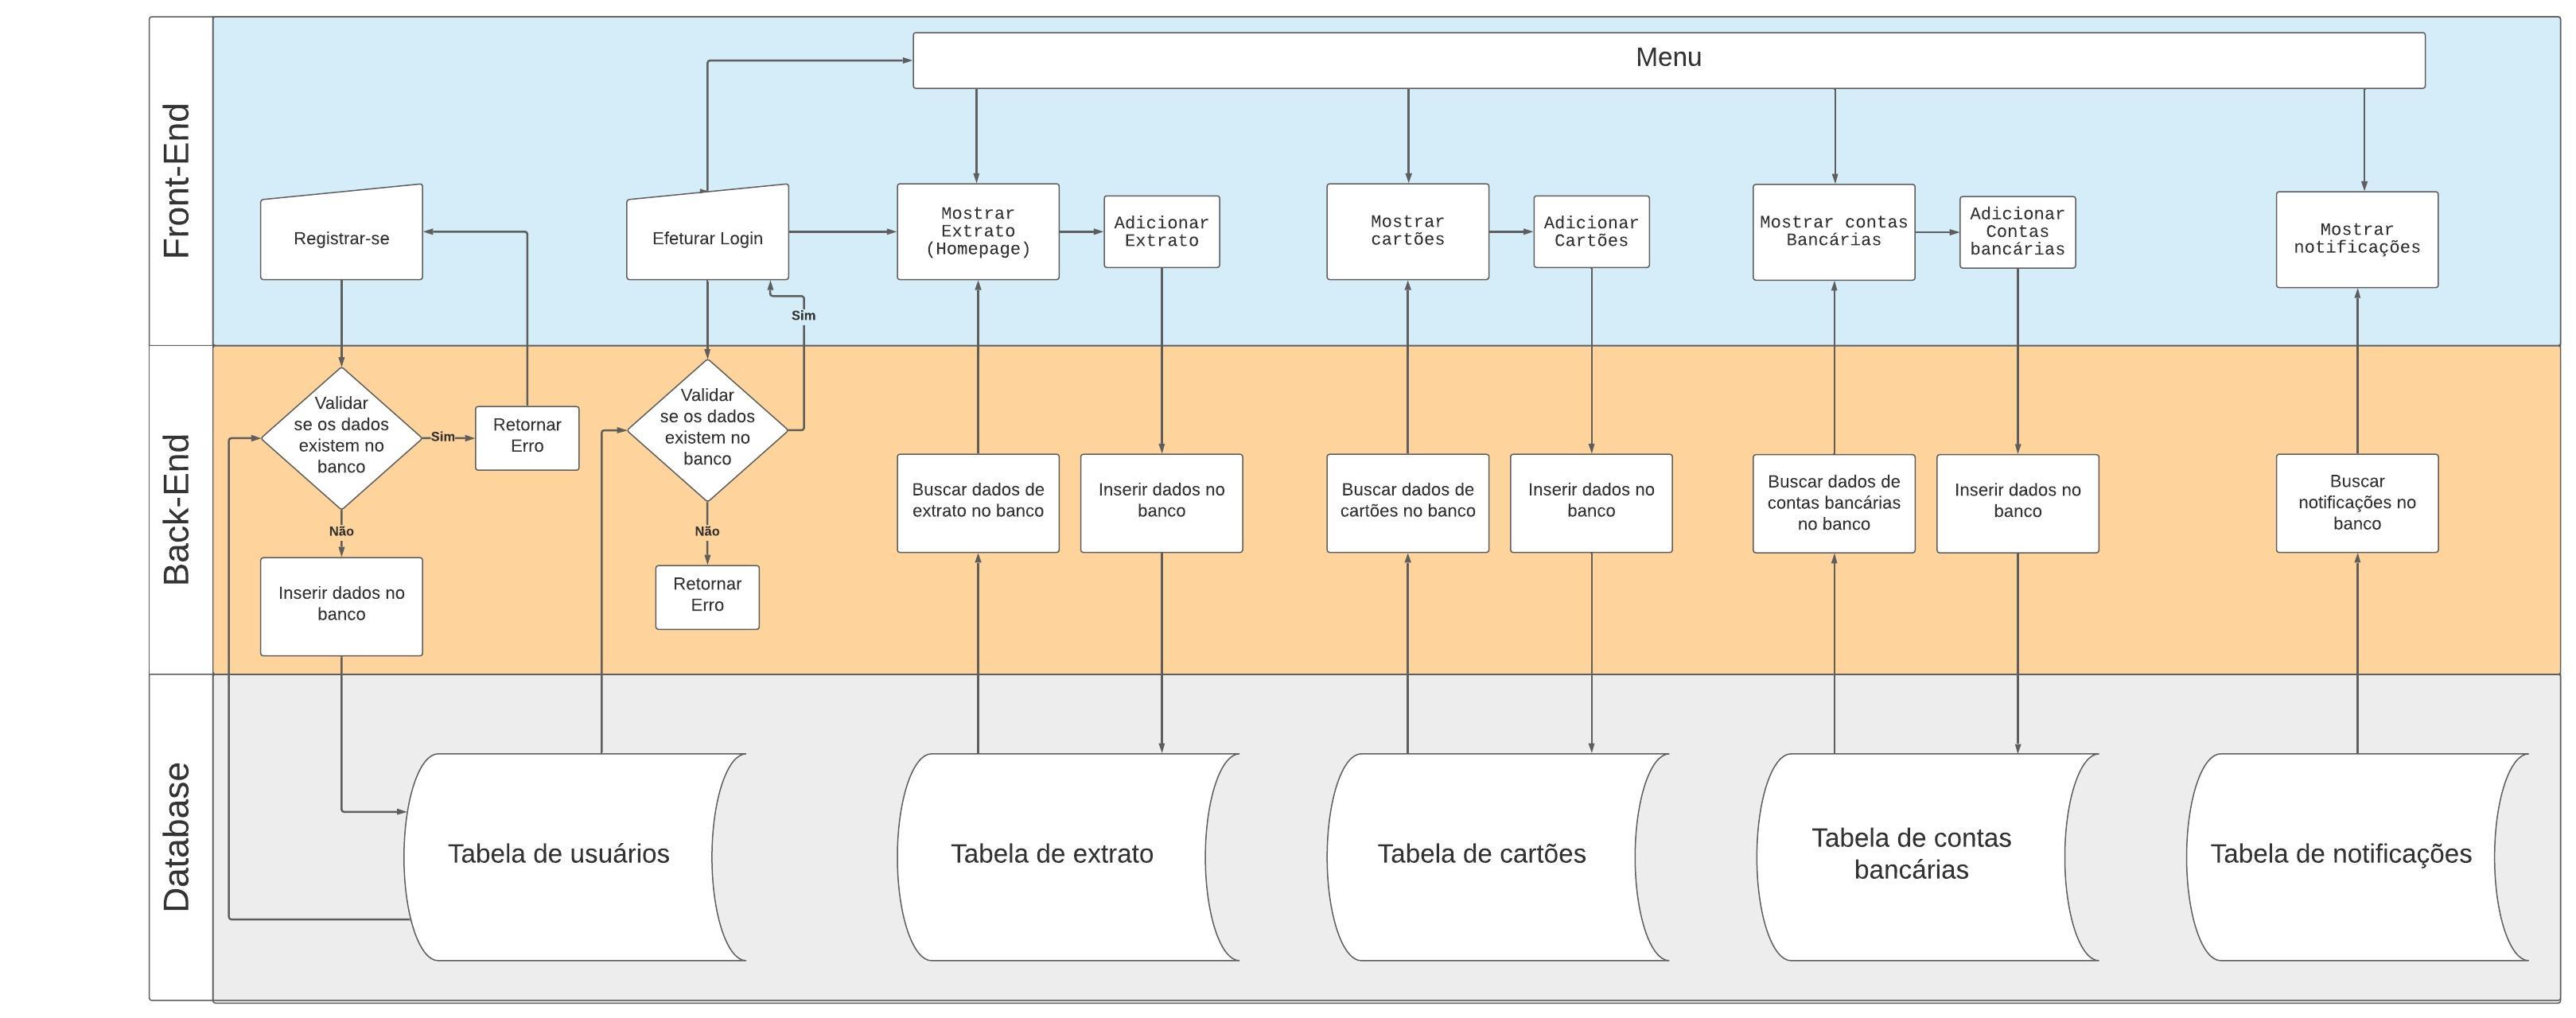 Front-End
Menu
Registrar-se
Efeturar Login
Mostrar
Extrato
(Homepage)
Adicionar
Extrato
Mostrar
cartões
Adicionar
Cartões
Mostrar contas
Bancárias
Adicionar
Contas
bancárias
Mostrar
notificações
Sim
Back-End
Validar
se os dados
existem no
banco
Sim
Retornar
Erro
Não
Inserir dados no
banco
Validar
se os dados
existem no
banco
Não
Retornar
Erro
Buscar dados de
extrato no banco
Inserir dados no
banco
Buscar dados de
cartões no banco
Inserir dados no
banco
Buscar dados de
contas bancárias
no banco
Inserir dados no
banco
Buscar
notificações no
banco
Database
Tabela de usuários
Tabela de extrato
Tabela de cartões
Tabela de contas
bancárias
Tabela de notificações